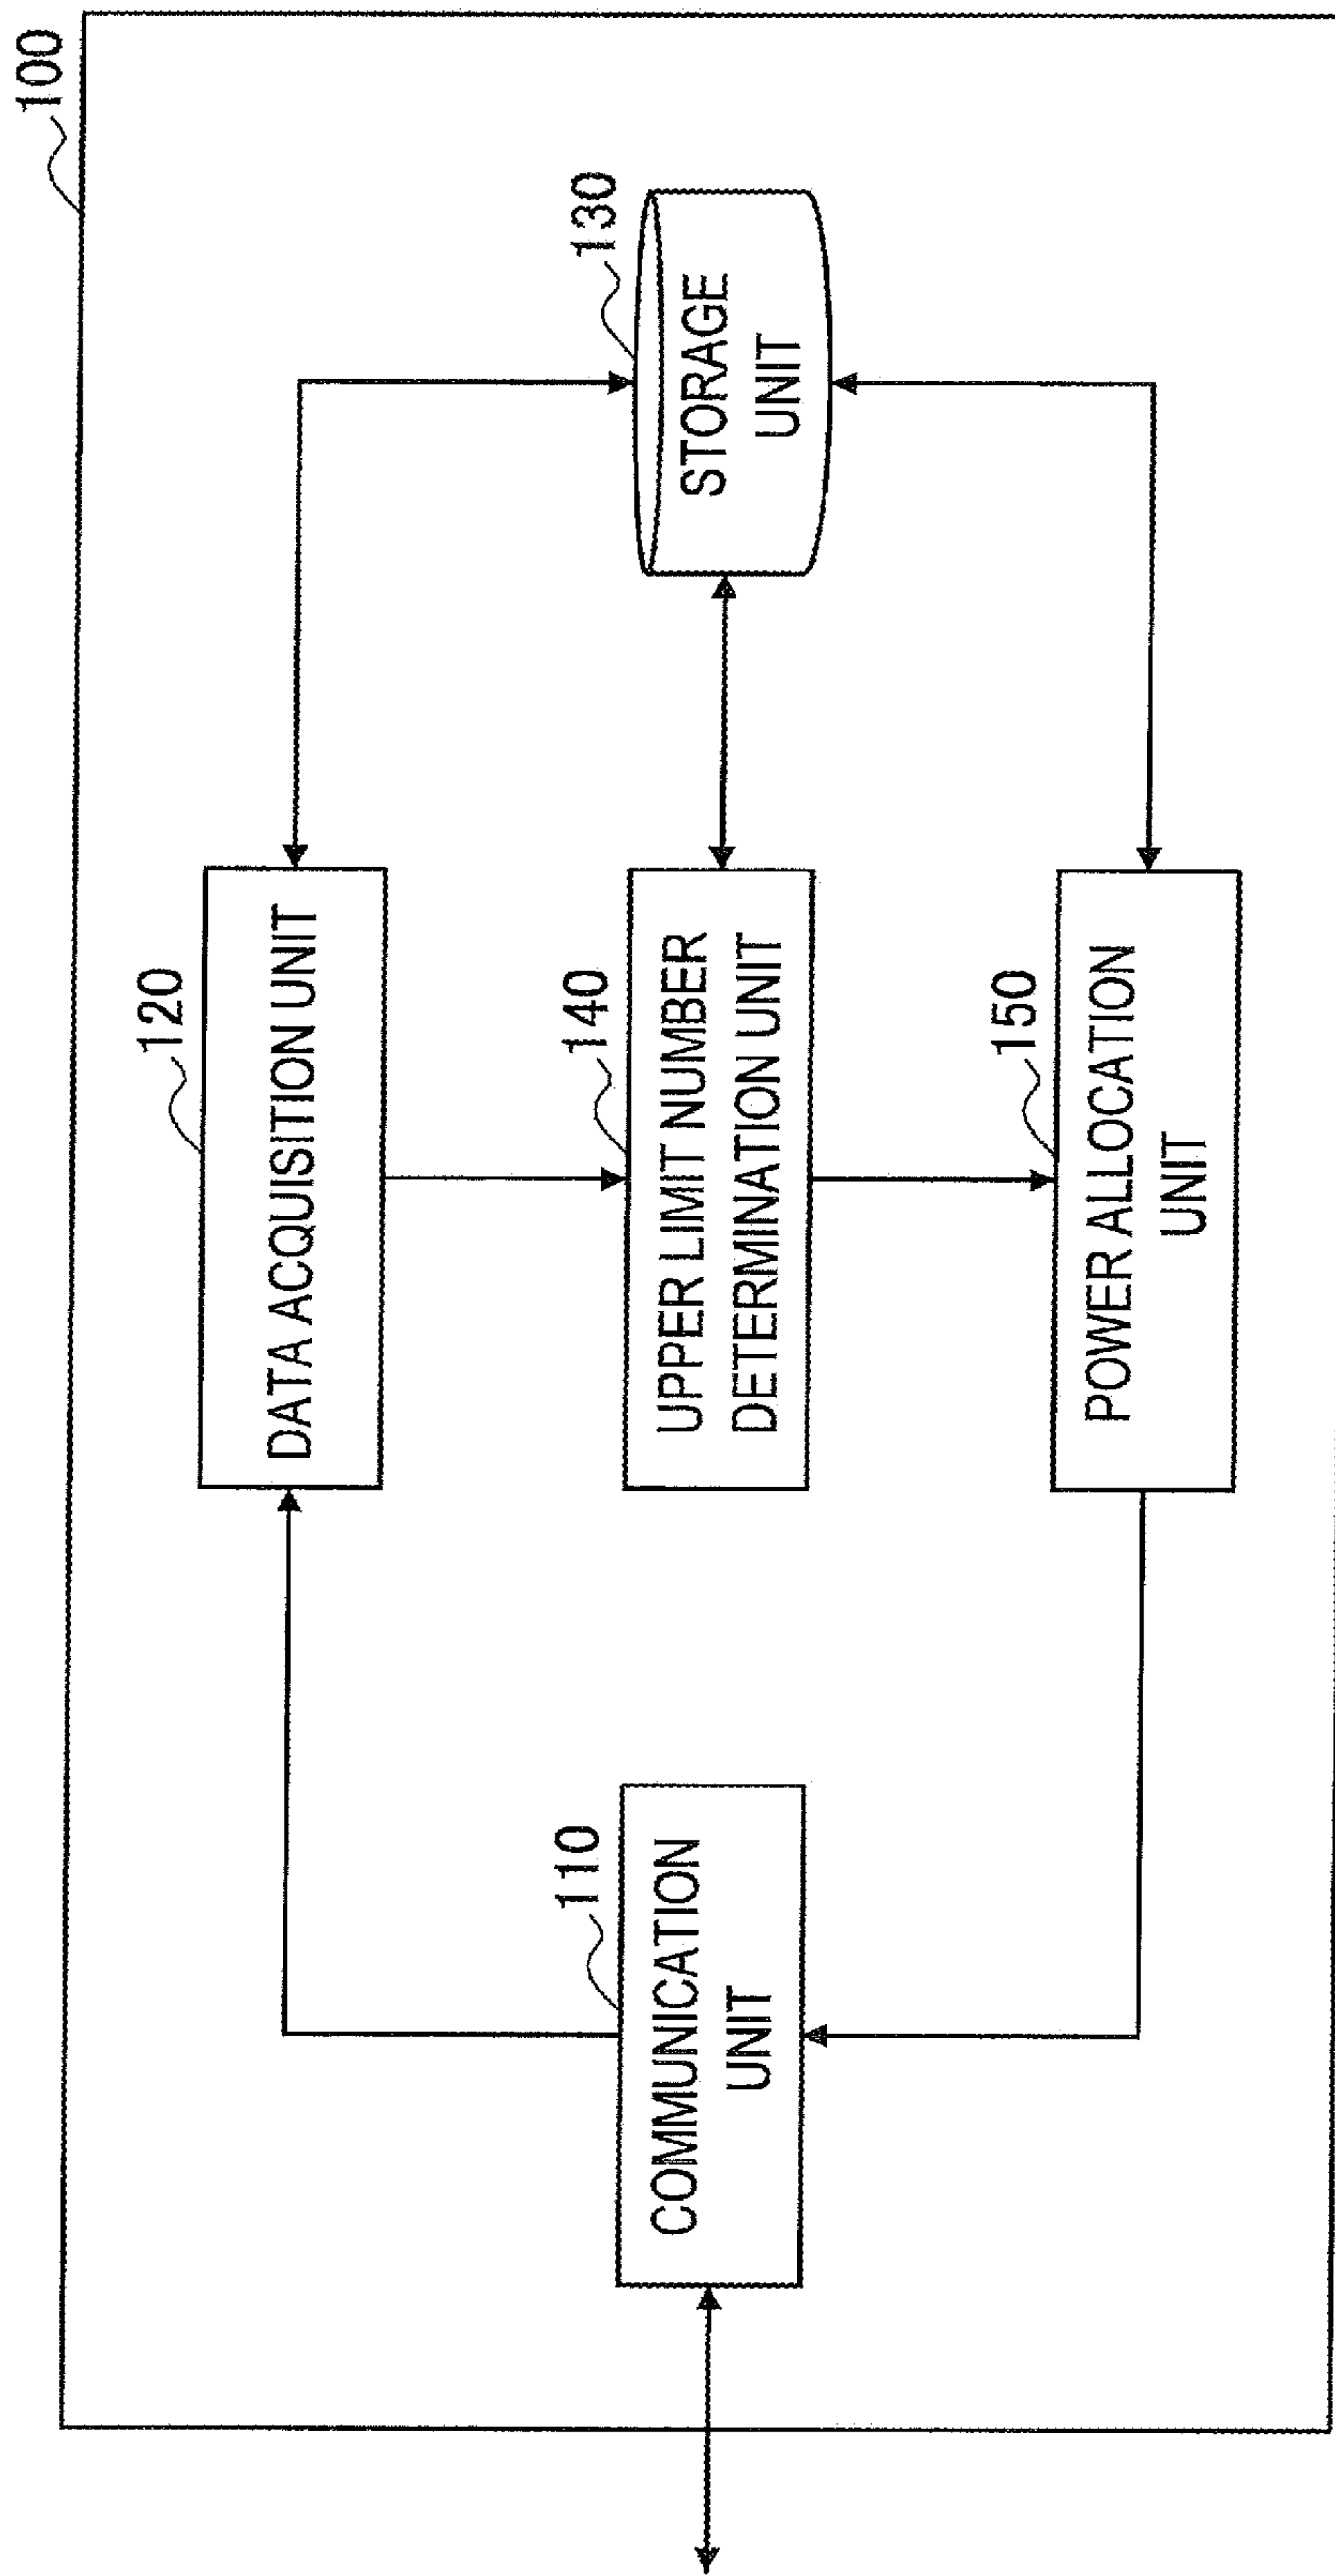 100
120
DATA ACQUISITION UNIT
130
STORAGE
UNIT
140
UPPER LIMIT NUMBER
DETERMINATION UNIT
110
COMMUNICATION
UNIT
150
POWER ALLOCATION
UNIT